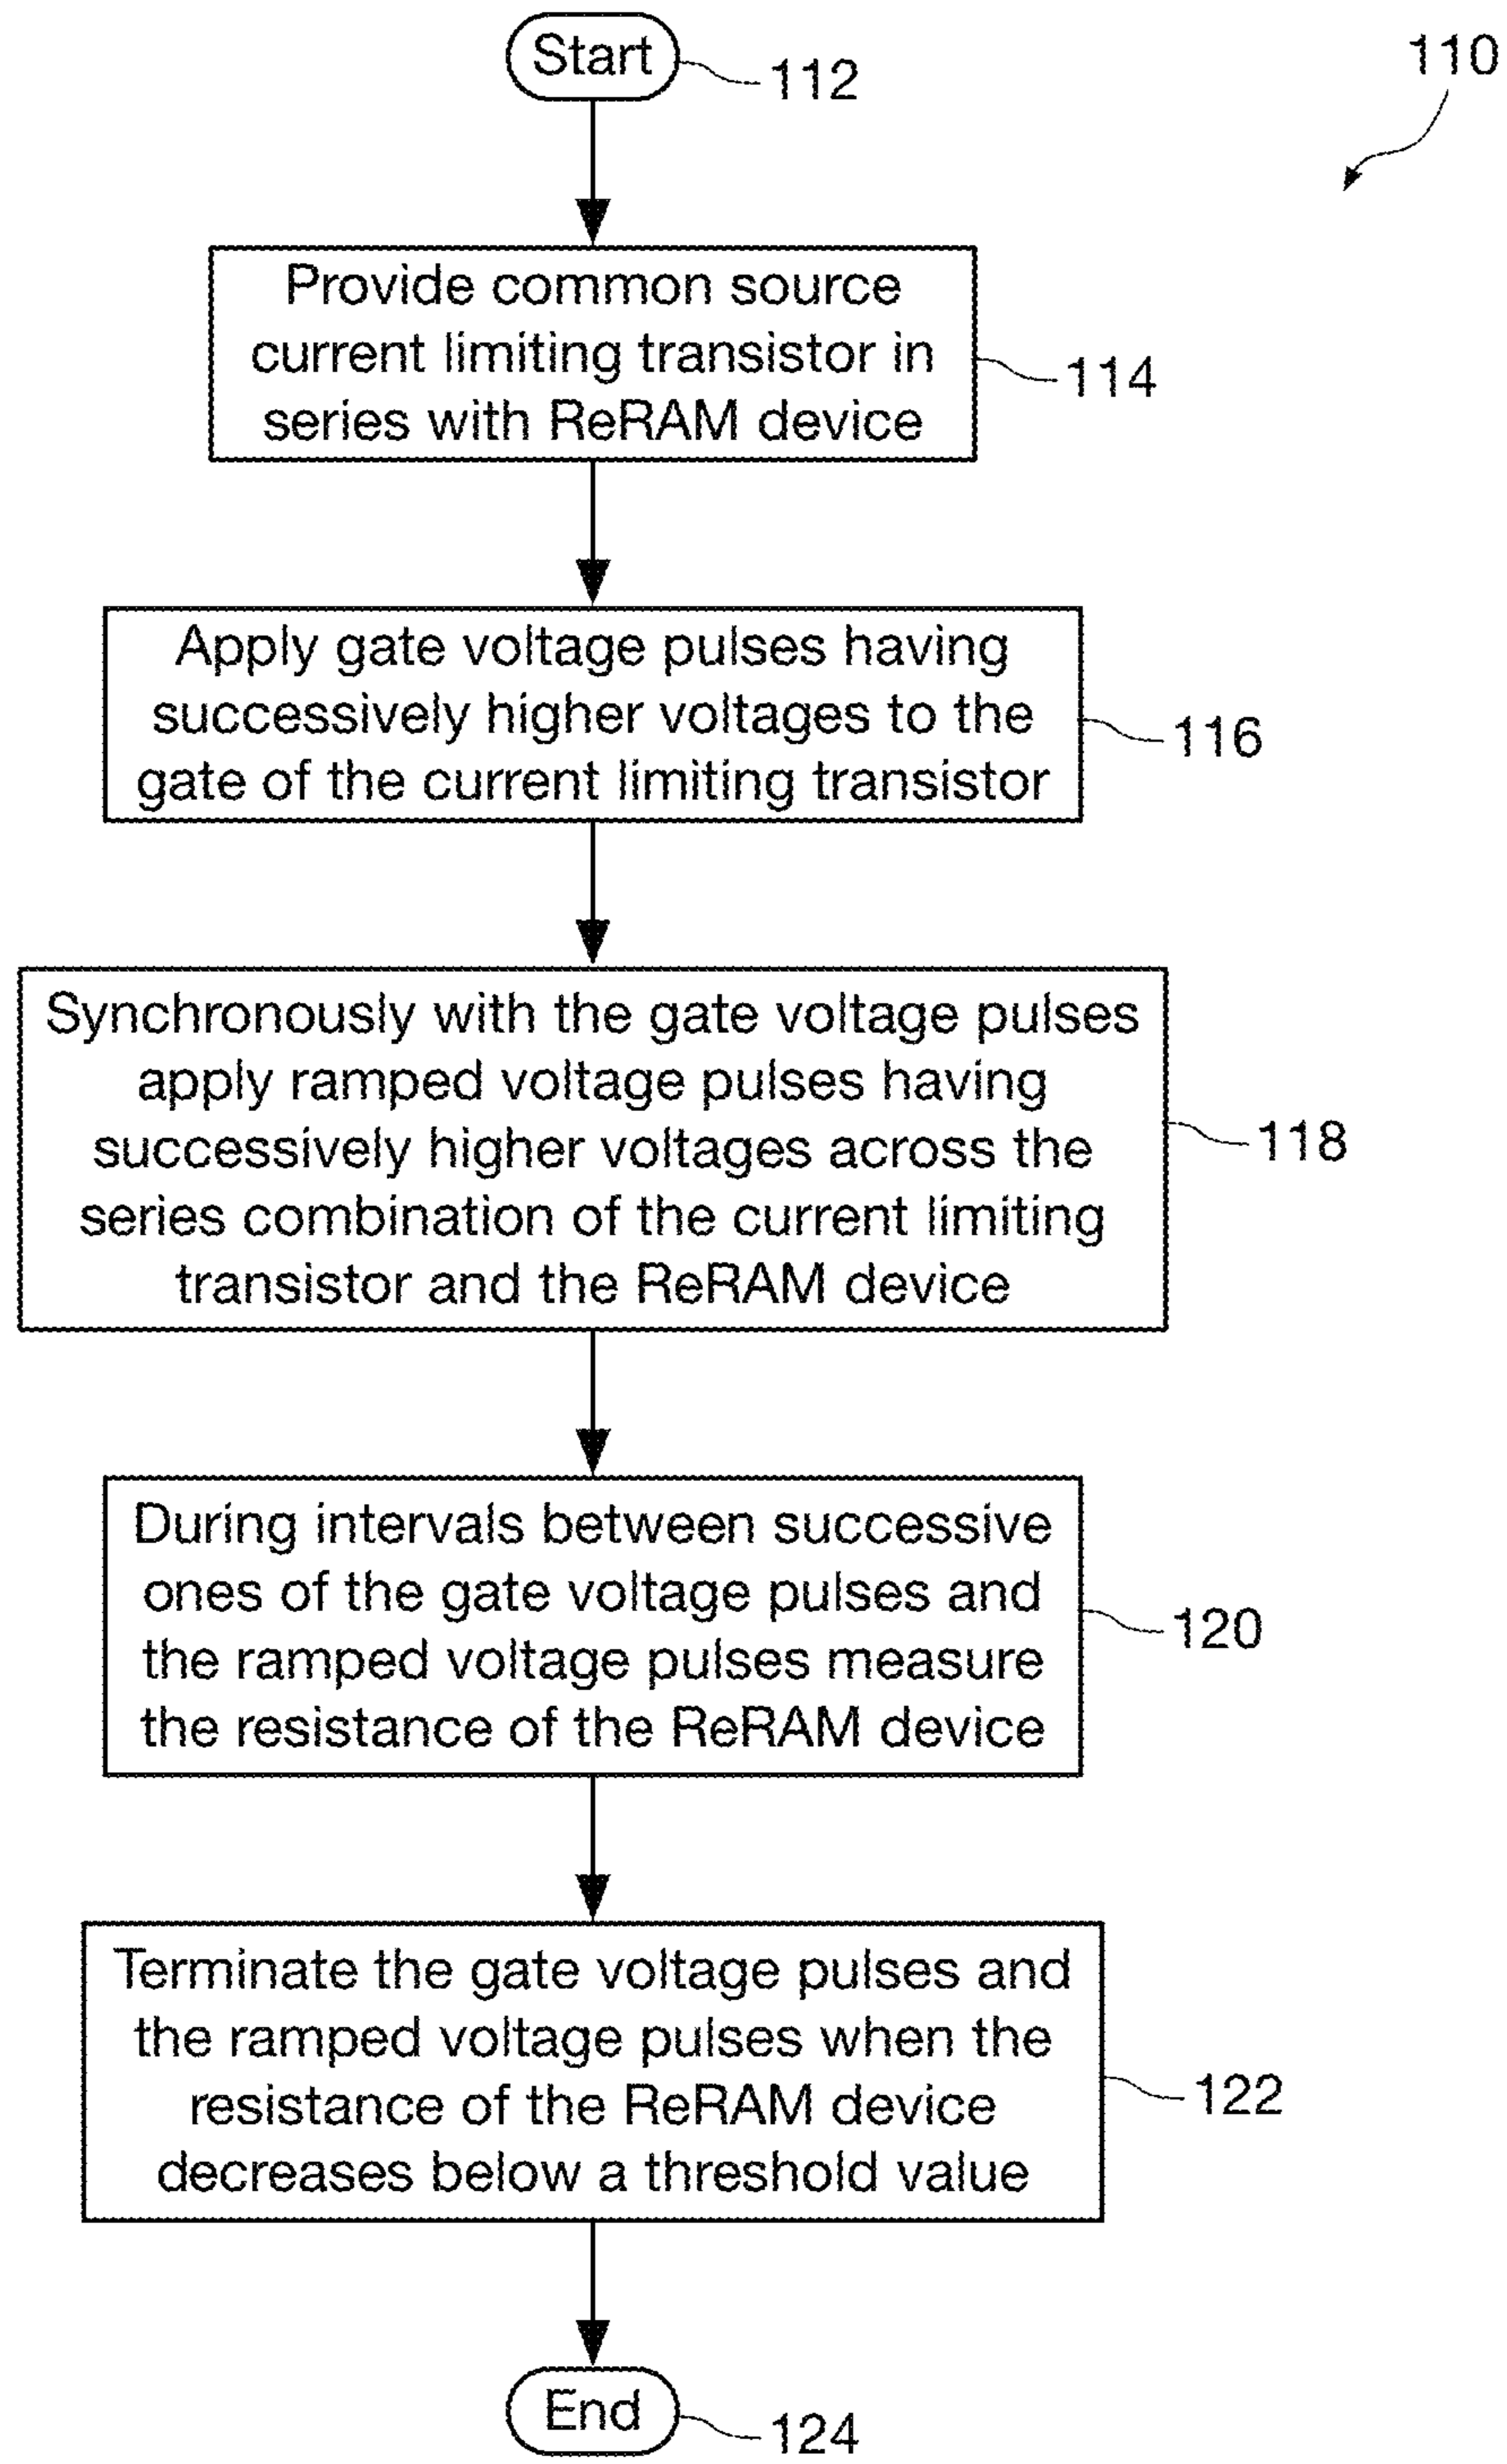 Start
112
110
Provide common source
current limiting transistor in
series with ReRAM device
114
Apply gate voltage pulses having
successively higher voltages to the
gate of the current limiting transistor
116
Synchronously with the gate voltage pulses
apply ramped voltage pulses having
successively higher voltages across the
series combination of the current limiting
transistor and the ReRAM device
118
During intervals between successive
ones of the gate voltage pulses and
the ramped voltage pulses measure
the resistance of the ReRAM device
120
Terminate the gate voltage pulses and
the ramped voltage pulses when the
resistance of the ReRAM device
decreases below a threshold value
122
End
124